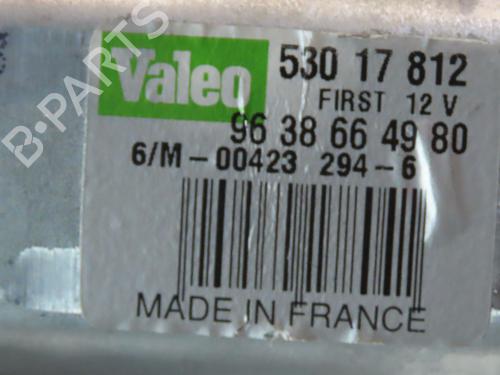 Valeo
530 17 812
FIRST 12 V
96 38 66 49 80
6/M-00423 294-6
MADE IN FRANCE
B-PARTS